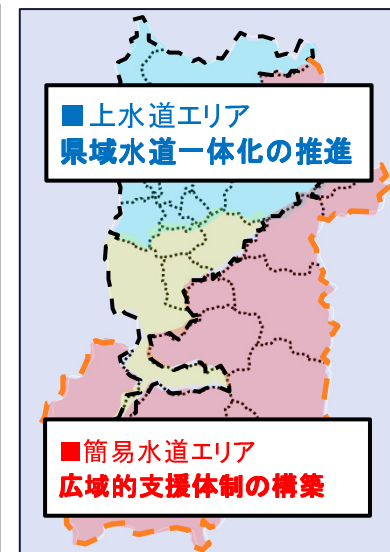 ■上水道エリア
県域水道一体化の推進
■簡易水道エリア
広域的支援体制の構築